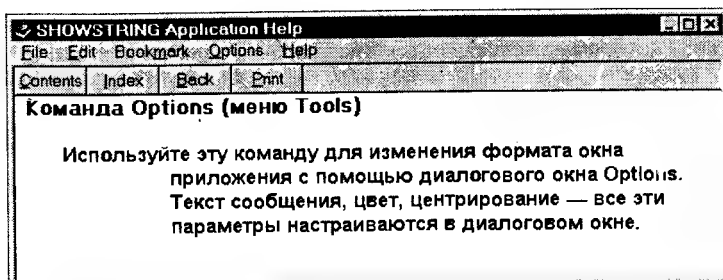 SHOWSTRING Application Help
File Edit Bookmark Options Help
Contents Index Back Print
Команда Options (меню Tools)
Используйте эту команду для изменения формата окна
приложения с помощью диалогового окна Options.
Текст сообщения, цвет, центрирование — все эти
параметры настраиваются в диалоговом окне.